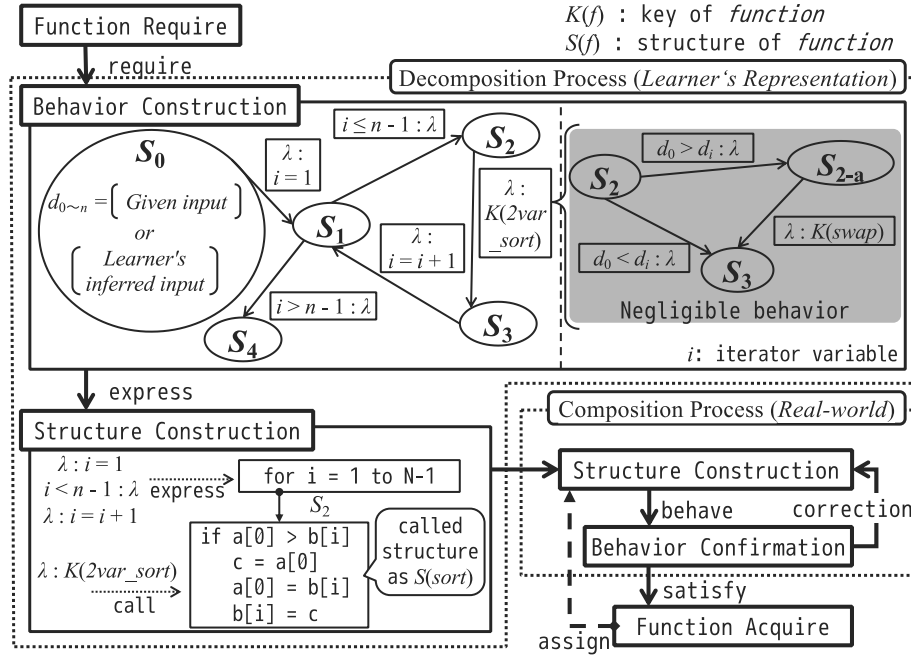 K(f) : key of function
S(f) : structure of function
Function Require
require
Decomposition Process (Learner's Representation)
Behavior Construction
S0
d0~n = { Given input }
or
{ Learner's
inferred input }
λ :
i = 1
i ≤ n - 1 : λ
S2
S1
λ :
i = i + 1
λ :
K(2var
_sort)
i > n - 1 : λ
S4
S3
d0 > di : λ
S2
S2-a
d0 < di : λ
λ : K(swap)
S3
Negligible behavior
i: iterator variable
express
Structure Construction
λ : i = 1
i < n - 1 : λ
λ : i = i + 1
express
for i = 1 to N-1
S2
if a[0] > b[i]
c = a[0]
a[0] = b[i]
b[i] = c
called
structure
as S(sort)
λ : K(2var_sort)
call
Composition Process (Real-world)
Structure Construction
behave
correction
Behavior Confirmation
satisfy
assign
Function Acquire